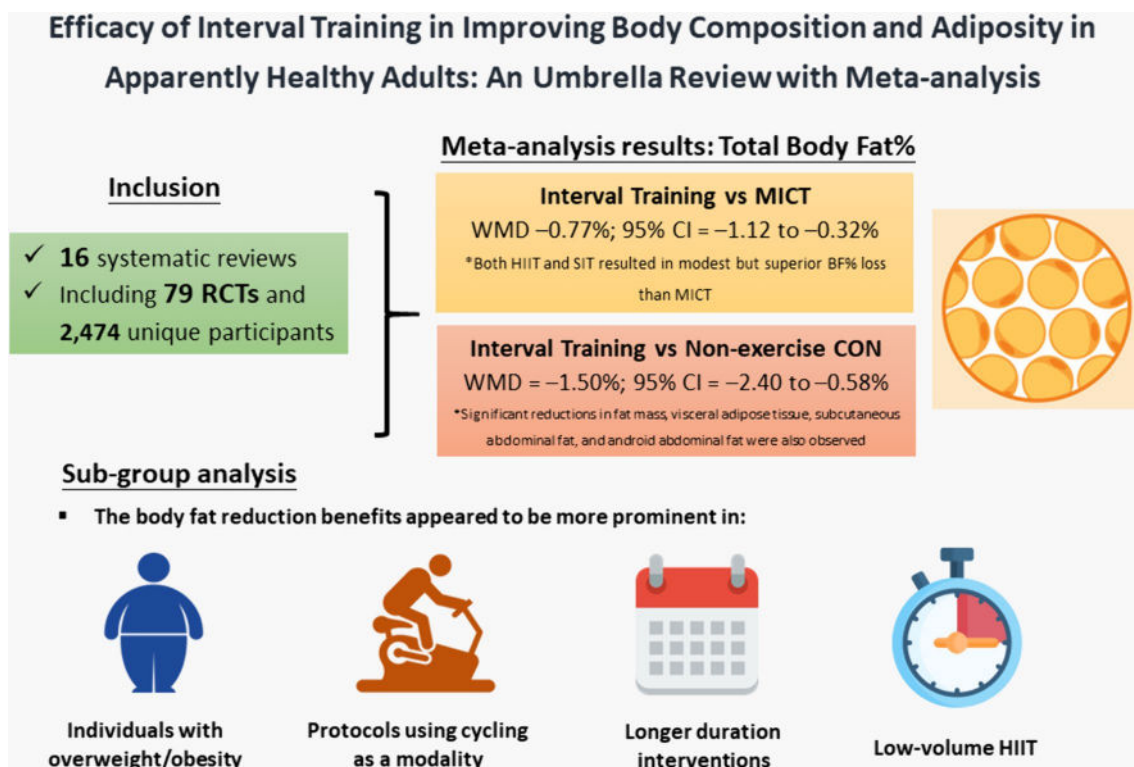 Efficacy of Interval Training in Improving Body Composition and Adiposity in
Apparently Healthy Adults: An Umbrella Review with Meta-analysis
Inclusion
✓ 16 systematic reviews
✓ Including 79 RCTs and
2,474 unique participants
Meta-analysis results: Total Body Fat%
Interval Training vs MICT
WMD –0.77%; 95% CI = –1.12 to –0.32%
*Both HIIT and SIT resulted in modest but superior BF% loss
than MICT
Interval Training vs Non-exercise CON
WMD = –1.50%; 95% CI = –2.40 to –0.58%
*Significant reductions in fat mass, visceral adipose tissue, subcutaneous
abdominal fat, and android abdominal fat were also observed
Sub-group analysis
▪ The body fat reduction benefits appeared to be more prominent in:
Individuals with
overweight/obesity
Protocols using cycling
as a modality
Longer duration
interventions
Low-volume HIIT